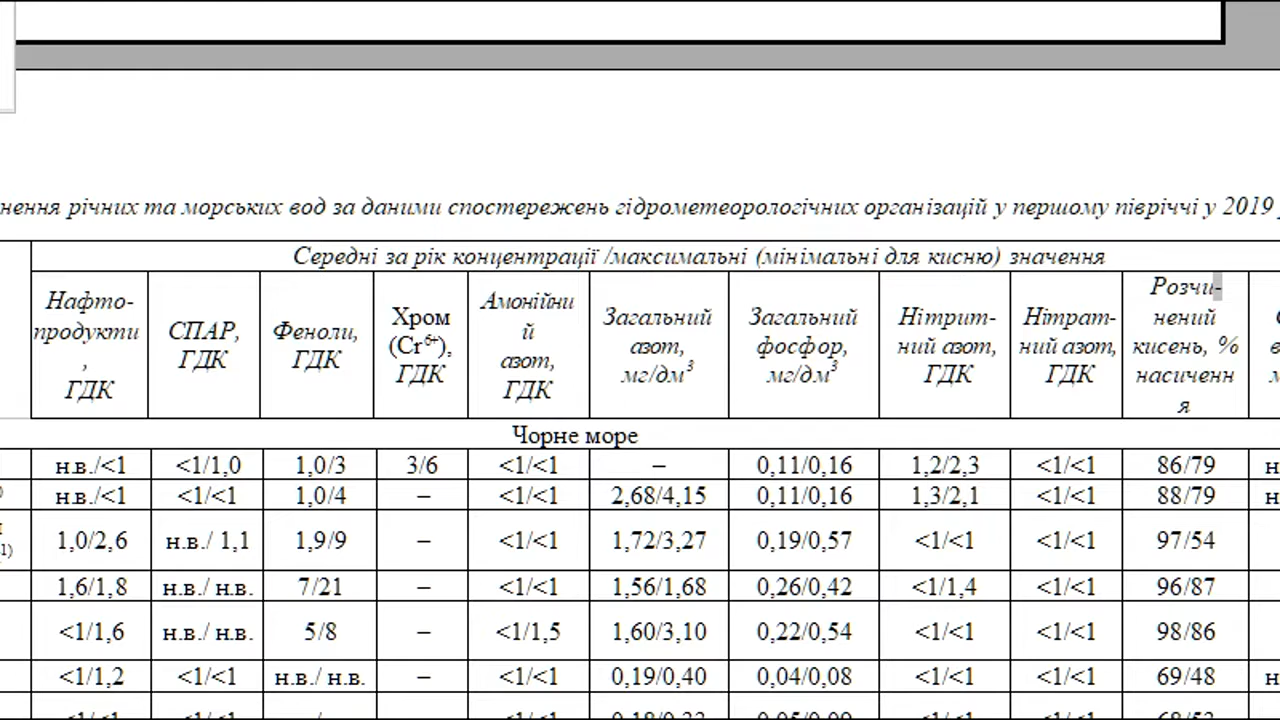 нення річних та морських вод за даними спостережень гідрометеорологічних організацій у першому півріччі у 2019
Середні за рік концентрації /максимальні (мінімальні для кисню) значення
Нафто-
продукти
,
ГДК
СПАР,
ГДК
Феноли,
ГДК
Хром
(Cr⁶⁺),
ГДК
Амонійни
й
азот,
ГДК
Загальний
азот,
мг/дм³
Загальний
фосфор,
мг/дм³
Нітрит-
ний азот,
ГДК
Нітрат-
ний азот,
ГДК
Розчи-
нений
кисень, %
насиченн
я
Чорне море
н.в./<1 <1/1,0 1,0/3 3/6 <1/<1 – 0,11/0,16 1,2/2,3 <1/<1 86/79
н.в./<1 <1/<1 1,0/4 – <1/<1 2,68/4,15 0,11/0,16 1,3/2,1 <1/<1 88/79
1,0/2,6 н.в./ 1,1 1,9/9 – <1/<1 1,72/3,27 0,19/0,57 <1/<1 <1/<1 97/54
1,6/1,8 н.в./ н.в. 7/21 – <1/<1 1,56/1,68 0,26/0,42 <1/1,4 <1/<1 96/87
<1/1,6 н.в./ н.в. 5/8 – <1/1,5 1,60/3,10 0,22/0,54 <1/<1 <1/<1 98/86
<1/1,2 <1/<1 н.в./ н.в. – <1/<1 0,19/0,40 0,04/0,08 <1/<1 <1/<1 69/48